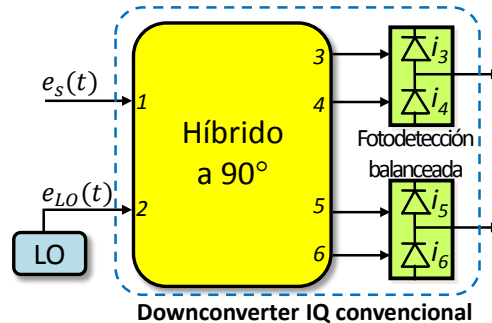 e_s(t)
1
e_LO(t)
2
LO
Híbrido
a 90°
3
4
5
6
i_3
i_4
Fotodetección
balanceada
i_5
i_6
Downconverter IQ convencional